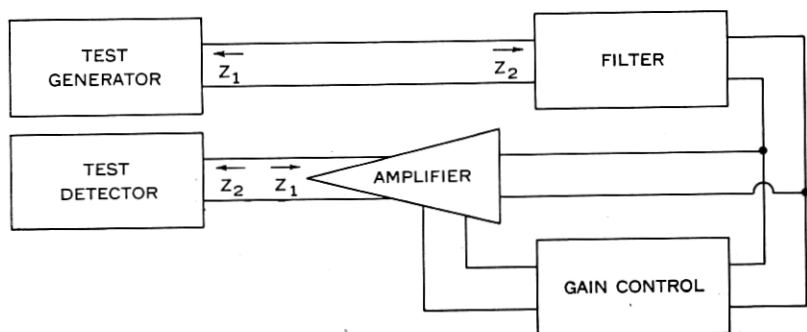 TEST
GENERATOR
Z1
Z2
FILTER
TEST
DETECTOR
Z2
Z1
AMPLIFIER
GAIN CONTROL